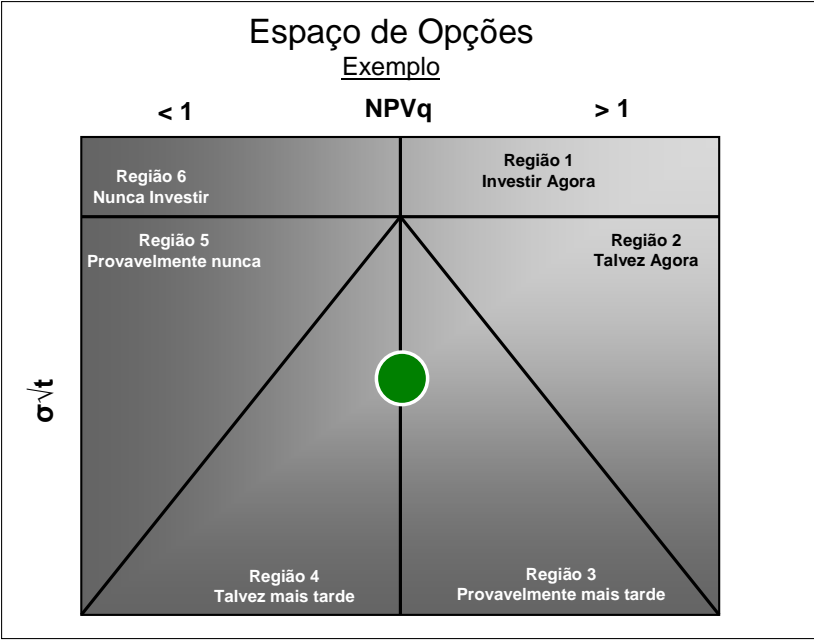 Espaço de Opções
Exemplo
< 1 NPVq > 1
Região 6
Nunca Investir
Região 1
Investir Agora
Região 5
Provavelmente nunca
Região 2
Talvez Agora
σ√t
Região 4
Talvez mais tarde
Região 3
Provavelmente mais tarde